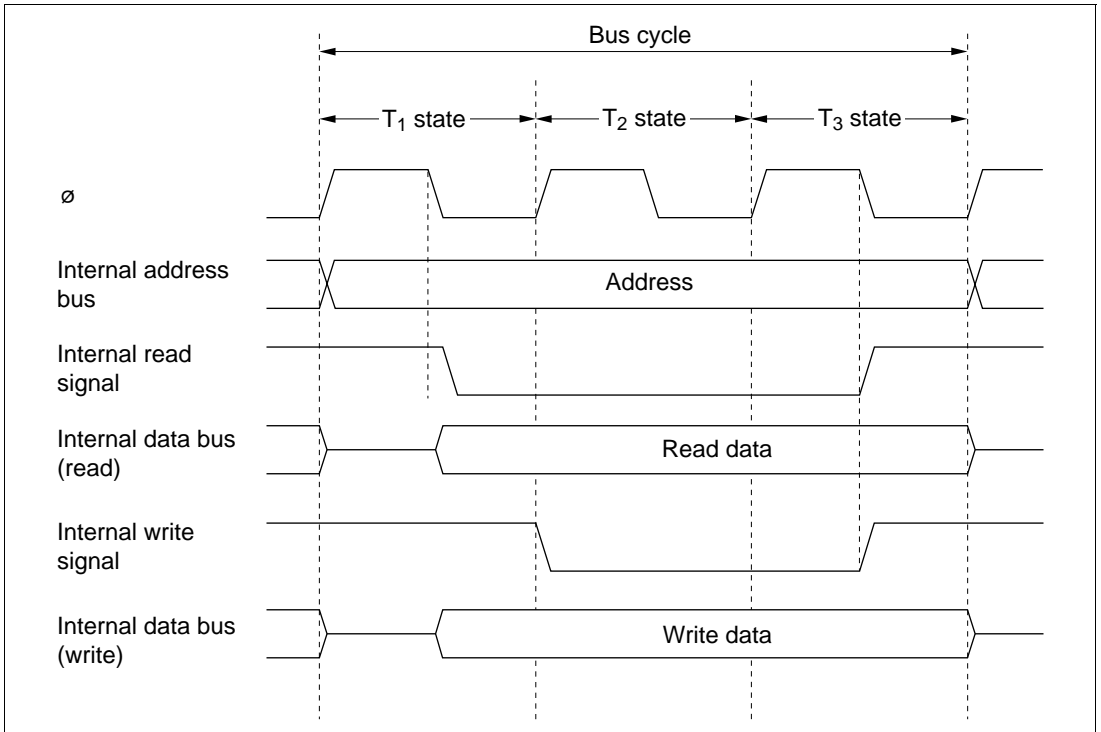 Bus cycle
T₁ state
T₂ state
T₃ state
ø
Internal address
bus
Address
Internal read
signal
Internal data bus
(read)
Read data
Internal write
signal
Internal data bus
(write)
Write data